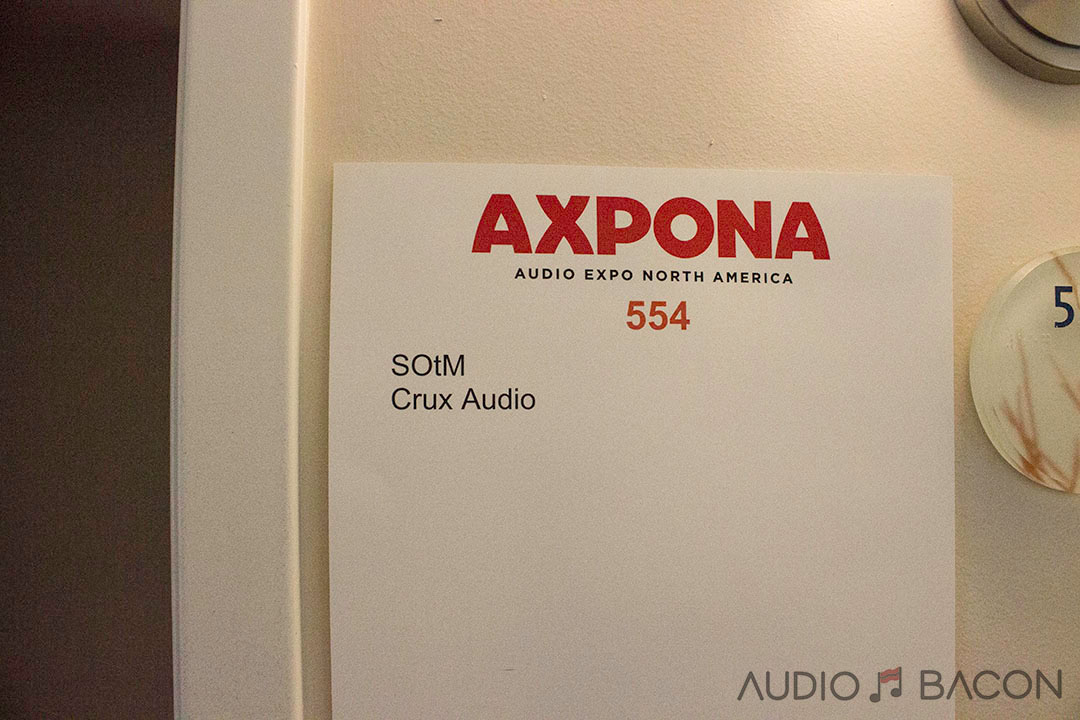 AXPONA
AUDIO EXPO NORTH AMERICA
554
SOtM
Crux Audio
5
AUDIO BACON